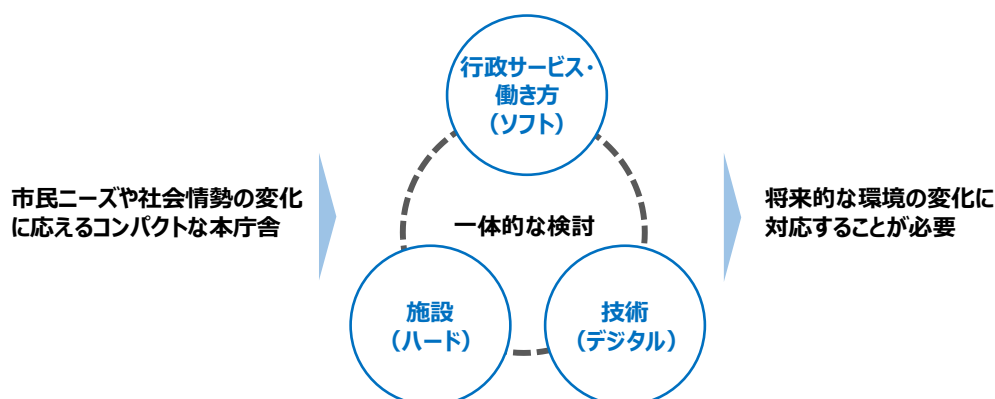 市民ニーズや社会情勢の変化
に応えるコンパクトな本庁舎
行政サービス・
働き方
（ソフト）
一体的な検討
施設
（ハード）
技術
（デジタル）
将来的な環境の変化に
対応することが必要